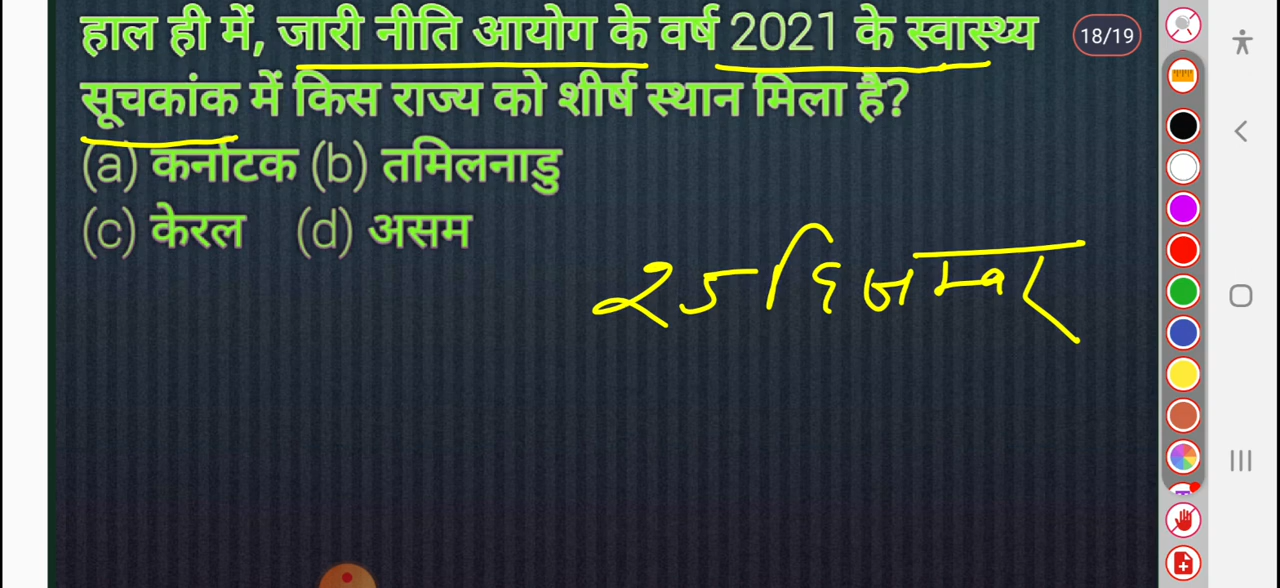 हाल ही में, जारी नीति आयोग के वर्ष 2021 के स्वास्थ्य
18/19
सूचकांक में किस राज्य को शीर्ष स्थान मिला है?
(a) कर्नाटक (b) तमिलनाडु
(c) केरल (d) असम
25 दिसम्बर